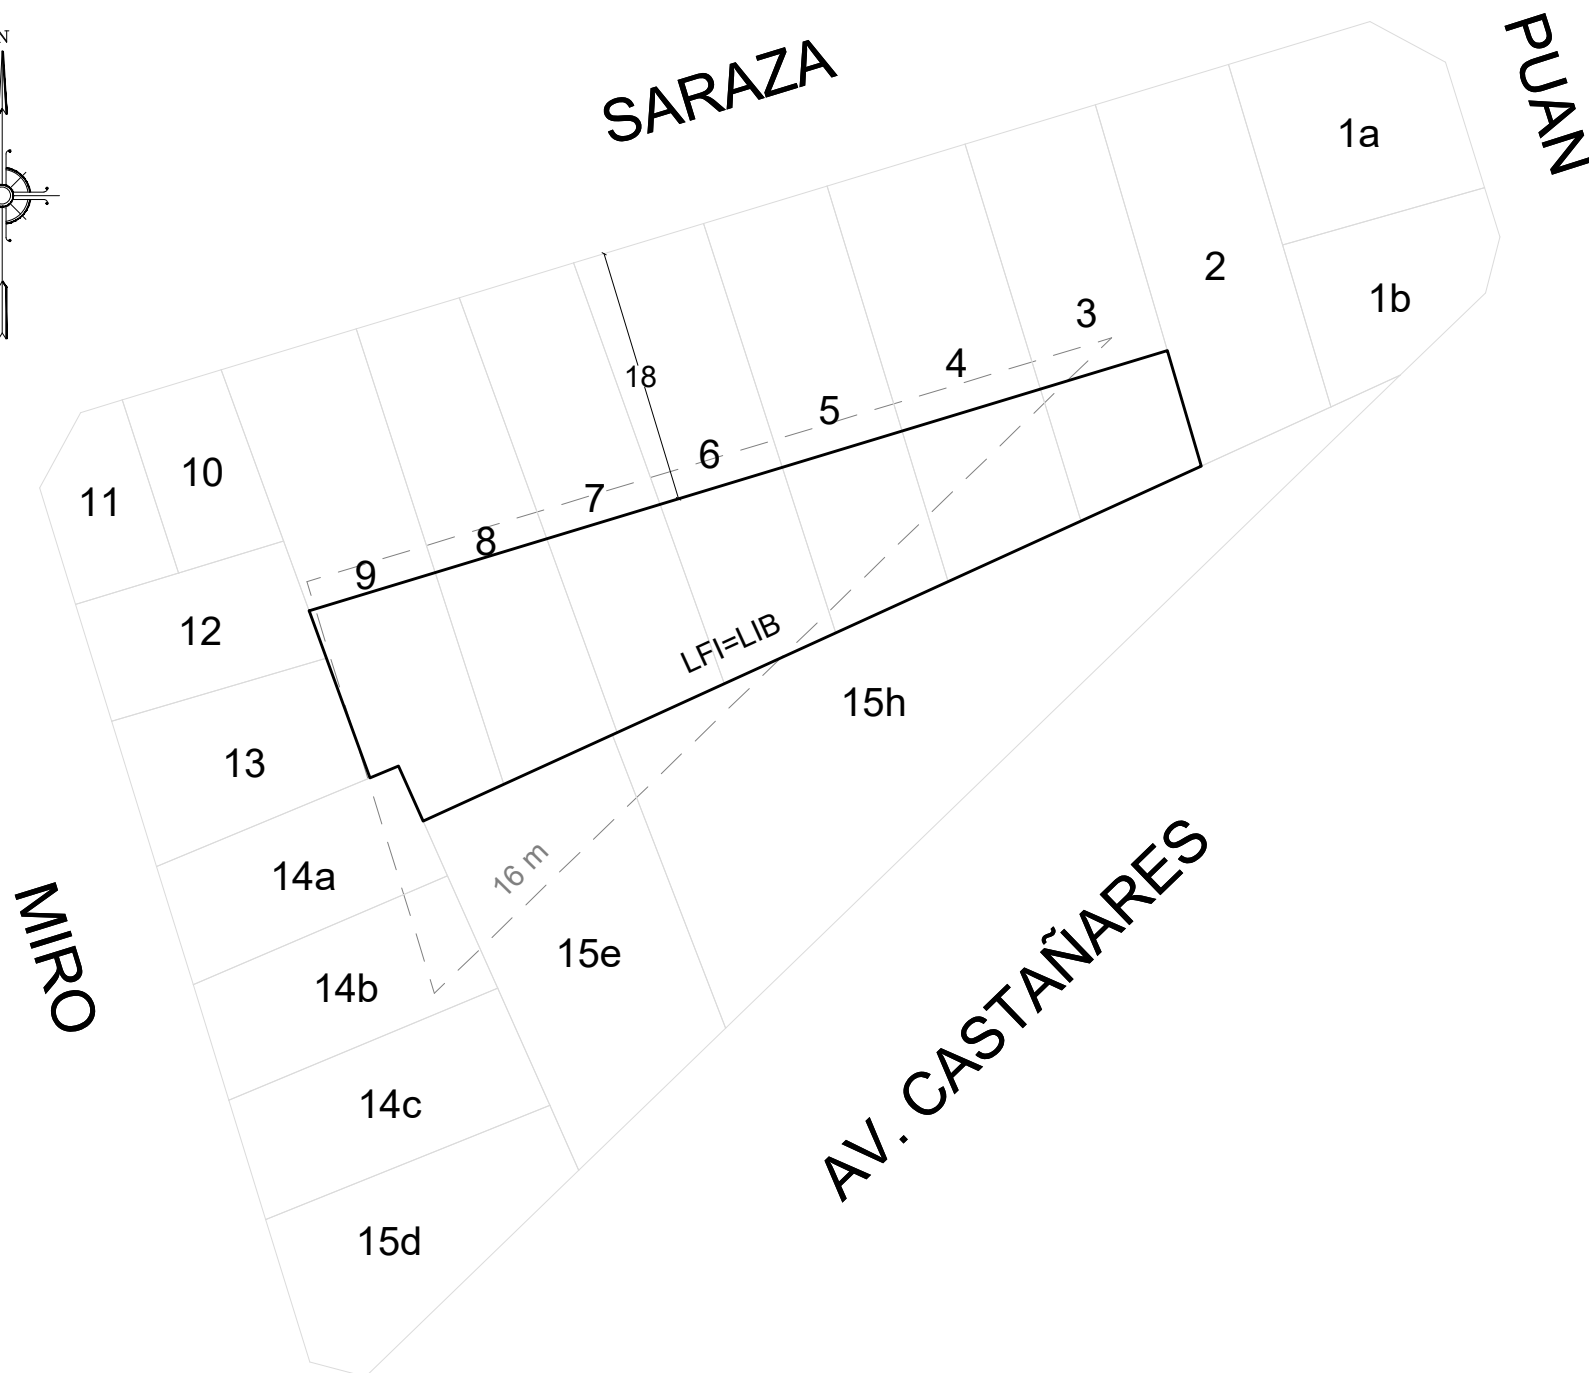 N
SARAZA
PUAN
1a
2
1b
3
4
18
5
6
7
10
11
8
9
12
LFI=LIB
15h
13
16 m
14a
15e
14b
MIRO
AV. CASTAÑARES
14c
15d